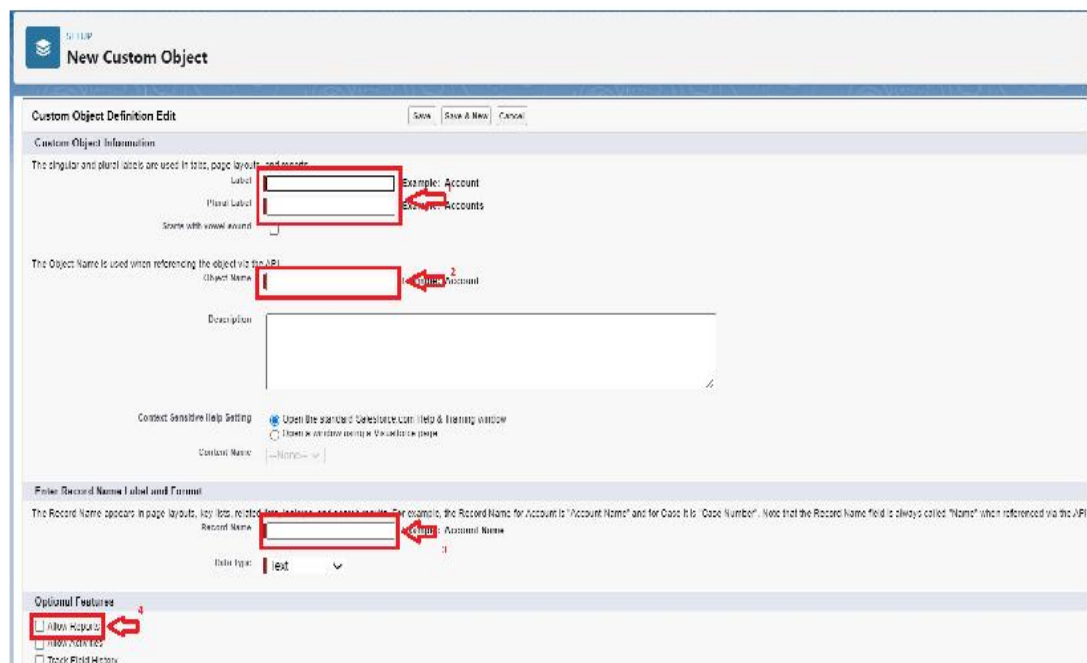 SETUP
New Custom Object
Custom Object Definition Edit Save Save & New Cancel
Custom Object Information
The singular and plural labels are used in tabs, page layouts, and reports.
Label Example: Account
1
Plural Label Example: Accounts
Starts with vowel sound
The Object Name is used when referencing the object via the API.
2
Object Name Account
Description
Context Sensitive Help Setting Open the standard Salesforce.com Help & Training window
Open a window using a Visualforce page
Content Name --None--
Enter Record Name Label and Format
The Record Name appears in page layouts, key lists, related lists, lookups, and search results. For example, the Record Name for Account is "Account Name" and for Case it is "Case Number". Note that the Record Name field is always called "Name" when referenced via the API
Record Name Account Name
3
Data Type Text
Optional Features
4
Allow Reports
Allow Activities
Track Field History